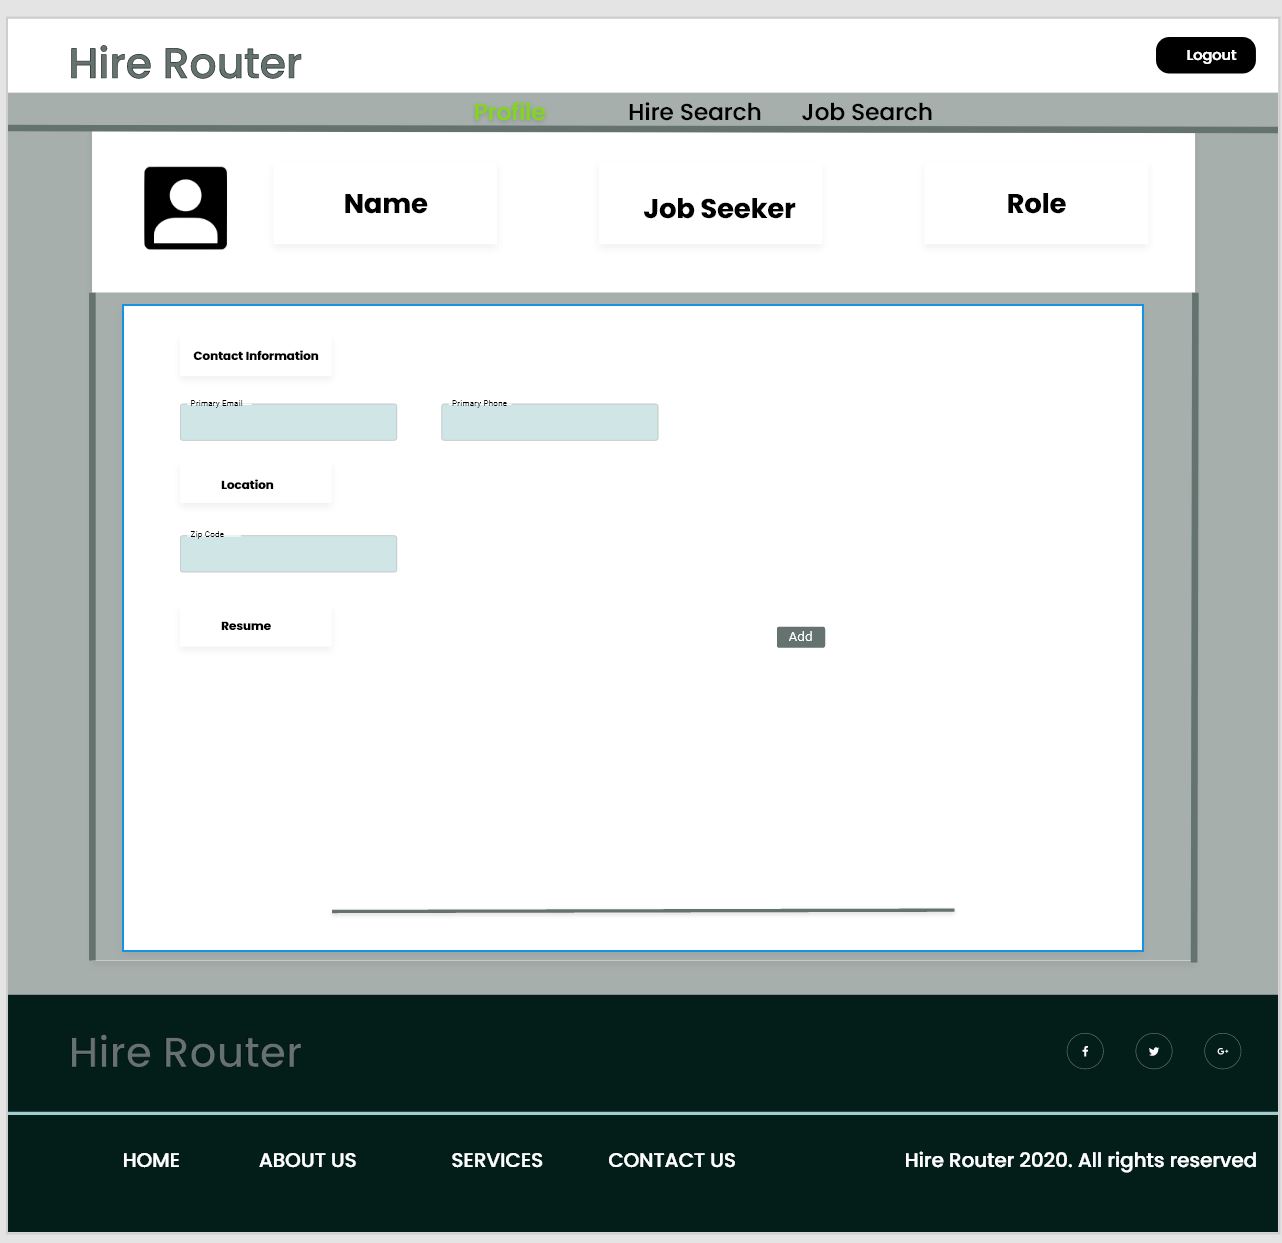 Hire Router
Logout
Profile
Hire Search
Job Search
Name
Job Seeker
Role
Contact Information
Primary Email
Primary Phone
Location
Zip Code
Resume
Add
Hire Router
f
G+
HOME
ABOUT US
SERVICES
CONTACT US
Hire Router 2020. All rights reserved